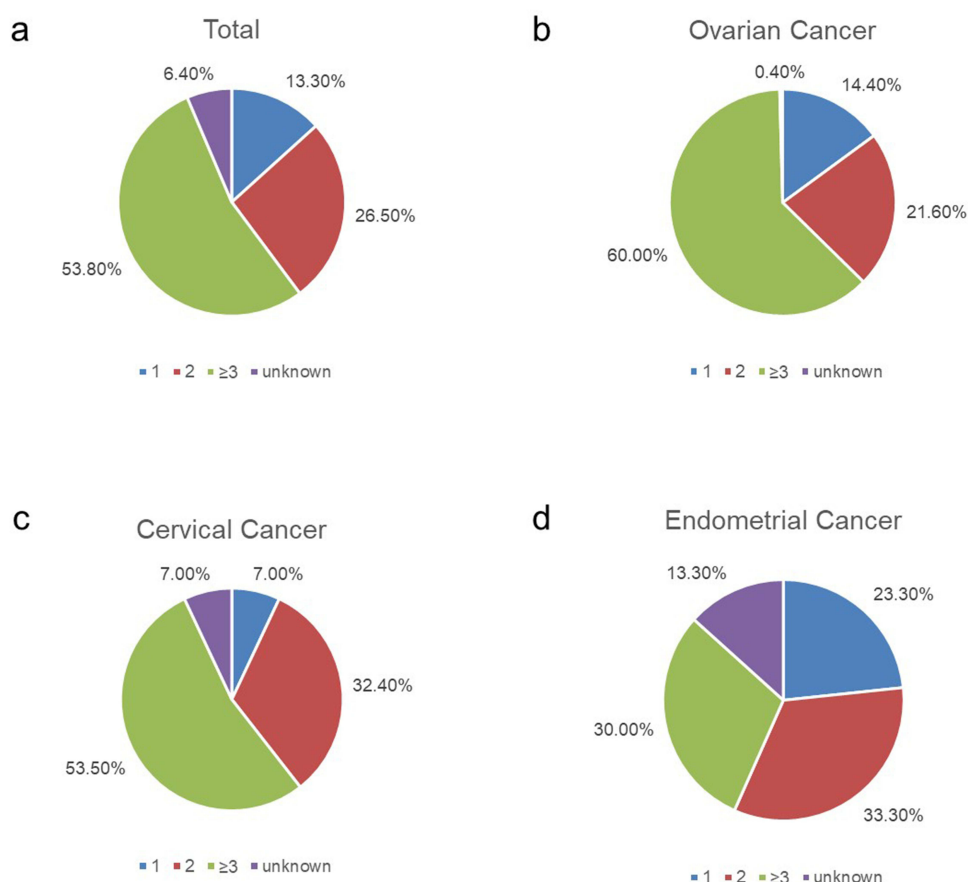 a
Total
6.40%
13.30%
26.50%
53.80%
1 2 ≥3 unknown
b
Ovarian Cancer
0.40%
14.40%
21.60%
60.00%
1 2 ≥3 unknown
c
Cervical Cancer
7.00% 7.00%
32.40%
53.50%
1 2 ≥3 unknown
d
Endometrial Cancer
13.30%
23.30%
30.00%
33.30%
1 2 ≥3 unknown